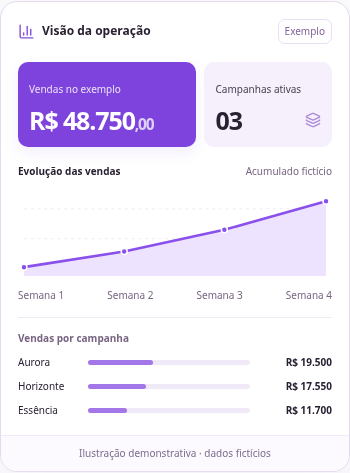 Visão da operação
Exemplo
Vendas no exemplo
R$ 48.750,00
Campanhas ativas
03
Evolução das vendas
Acumulado fictício
Semana 1
Semana 2
Semana 3
Semana 4
Vendas por campanha
Aurora R$ 19.500
Horizonte R$ 17.550
Essência R$ 11.700
Ilustração demonstrativa · dados fictícios